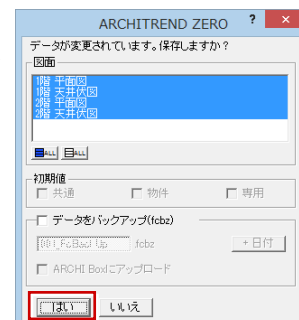 ARCHITREND ZERO ? ×
データが変更されています。保存しますか？
図面
1階 平面図
1階 天井伏図
2階 平面図
2階 天井伏図
ALL ALL
初期値
共通 物件 専用
データをバックアップ(fcbz)
.fcbz +日付
ARCHI Boxにアップロード
はい いいえ